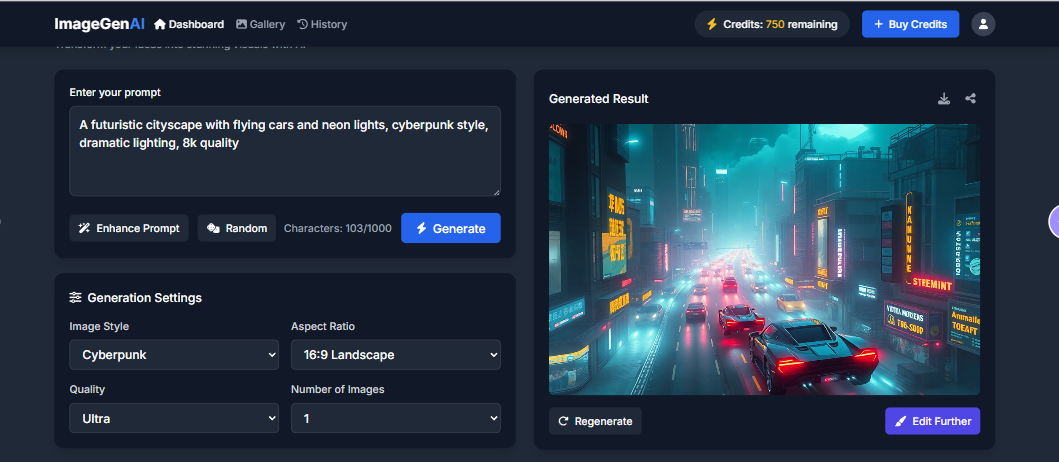 ImageGenAI Dashboard Gallery History Credits: 750 remaining + Buy Credits
Transform your ideas into stunning visuals with AI
Enter your prompt
A futuristic cityscape with flying cars and neon lights, cyberpunk style,
dramatic lighting, 8k quality
Enhance Prompt Random Characters: 103/1000 Generate
Generation Settings
Image Style Aspect Ratio
Cyberpunk 16:9 Landscape
Quality Number of Images
Ultra 1
Generated Result
STREMINT
Regenerate Edit Further